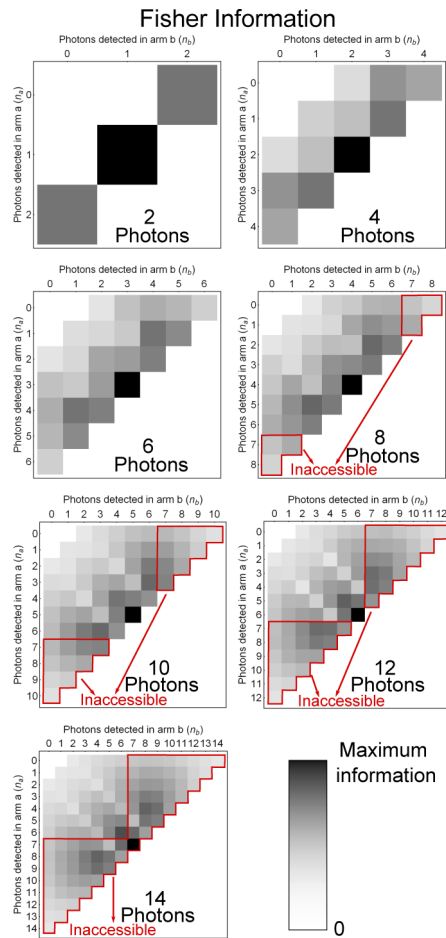 Fisher Information
Photons detected in arm b (n_b)
0 1 2
Photons detected in arm a (n_a)
0
1
2
2
Photons
Photons detected in arm b (n_b)
0 1 2 3 4
Photons detected in arm a (n_a)
0
1
2
3
4
4
Photons
Photons detected in arm b (n_b)
0 1 2 3 4 5 6
Photons detected in arm a (n_a)
0
1
2
3
4
5
6
6
Photons
Photons detected in arm b (n_b)
0 1 2 3 4 5 6 7 8
Photons detected in arm a (n_a)
0
1
2
3
4
5
6
7
8
8
Photons
Inaccessible
Photons detected in arm b (n_b)
0 1 2 3 4 5 6 7 8 9 10
Photons detected in arm a (n_a)
0
1
2
3
4
5
6
7
8
9
10
10
Photons
Inaccessible
Photons detected in arm b (n_b)
0 1 2 3 4 5 6 7 8 9 10 11 12
Photons detected in arm a (n_a)
0
1
2
3
4
5
6
7
8
9
10
11
12
12
Photons
Inaccessible
Photons detected in arm b (n_b)
0 1 2 3 4 5 6 7 8 9 10 11 12 13 14
Photons detected in arm a (n_a)
0
1
2
3
4
5
6
7
8
9
10
11
12
13
14
14
Photons
Inaccessible
Maximum
information
0